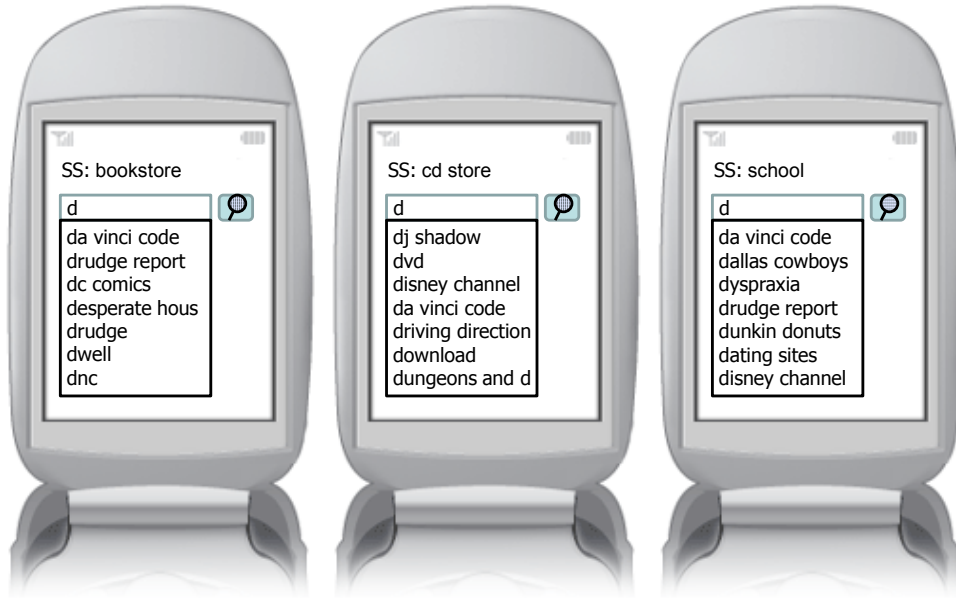 SS: bookstore
d
da vinci code
drudge report
dc comics
desperate hous
drudge
dwell
dnc
SS: cd store
d
dj shadow
dvd
disney channel
da vinci code
driving direction
download
dungeons and d
SS: school
d
da vinci code
dallas cowboys
dyspraxia
drudge report
dunkin donuts
dating sites
disney channel